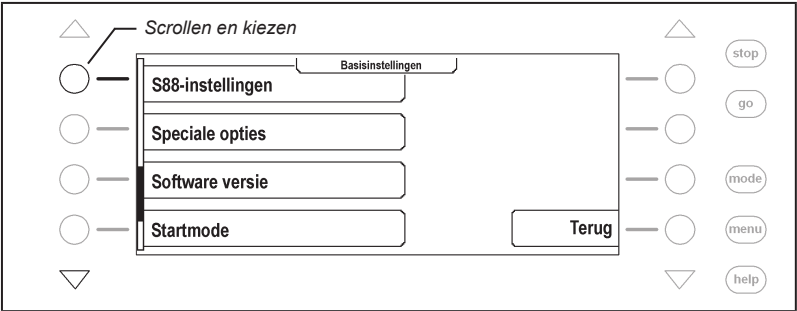 Scrollen en kiezen
Basisinstellingen
S88-instellingen
Speciale opties
Software versie
Startmode
Terug
stop
go
mode
menu
help